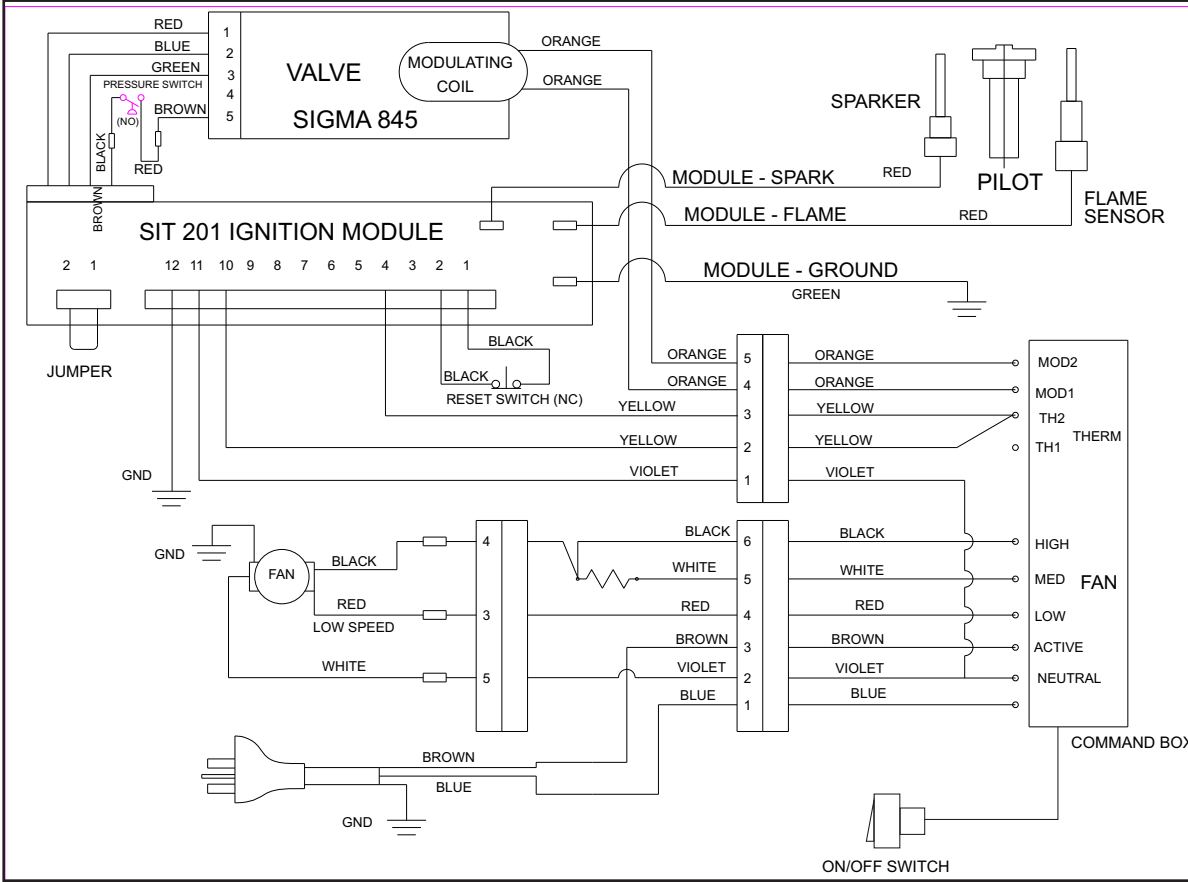 RED
1
BLUE
2
GREEN
3
PRESSURE SWITCH
4
(NO)
BROWN
5
VALVE
SIGMA 845
MODULATING
COIL
ORANGE
ORANGE
BLACK
RED
BROWN
SPARKER
PILOT
FLAME
SENSOR
MODULE - SPARK
RED
MODULE - FLAME
RED
MODULE - GROUND
GREEN
SIT 201 IGNITION MODULE
2 1
12 11 10 9 8 7 6 5 4 3 2 1
JUMPER
BLACK
BLACK
RESET SWITCH (NC)
GND
ORANGE 5 ORANGE MOD2
ORANGE 4 ORANGE MOD1
YELLOW 3 YELLOW TH2
THERM
YELLOW 2 YELLOW TH1
VIOLET 1 VIOLET
GND
FAN
BLACK 4
RED 3
LOW SPEED
WHITE 5
BLACK 6 BLACK HIGH
WHITE 5 WHITE MED FAN
RED 4 RED LOW
BROWN 3 BROWN ACTIVE
VIOLET 2 VIOLET NEUTRAL
BLUE 1 BLUE
COMMAND BOX
BROWN
BLUE
GND
ON/OFF SWITCH